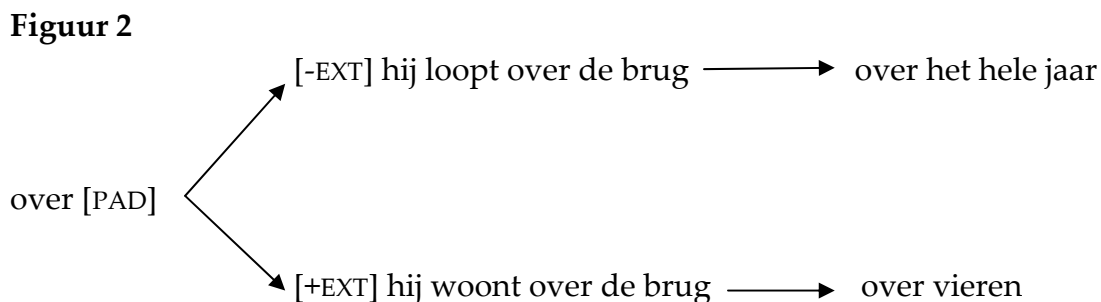 Figuur 2
[-EXT] hij loopt over de brug over het hele jaar
over [PAD]
[+EXT] hij woont over de brug over vieren